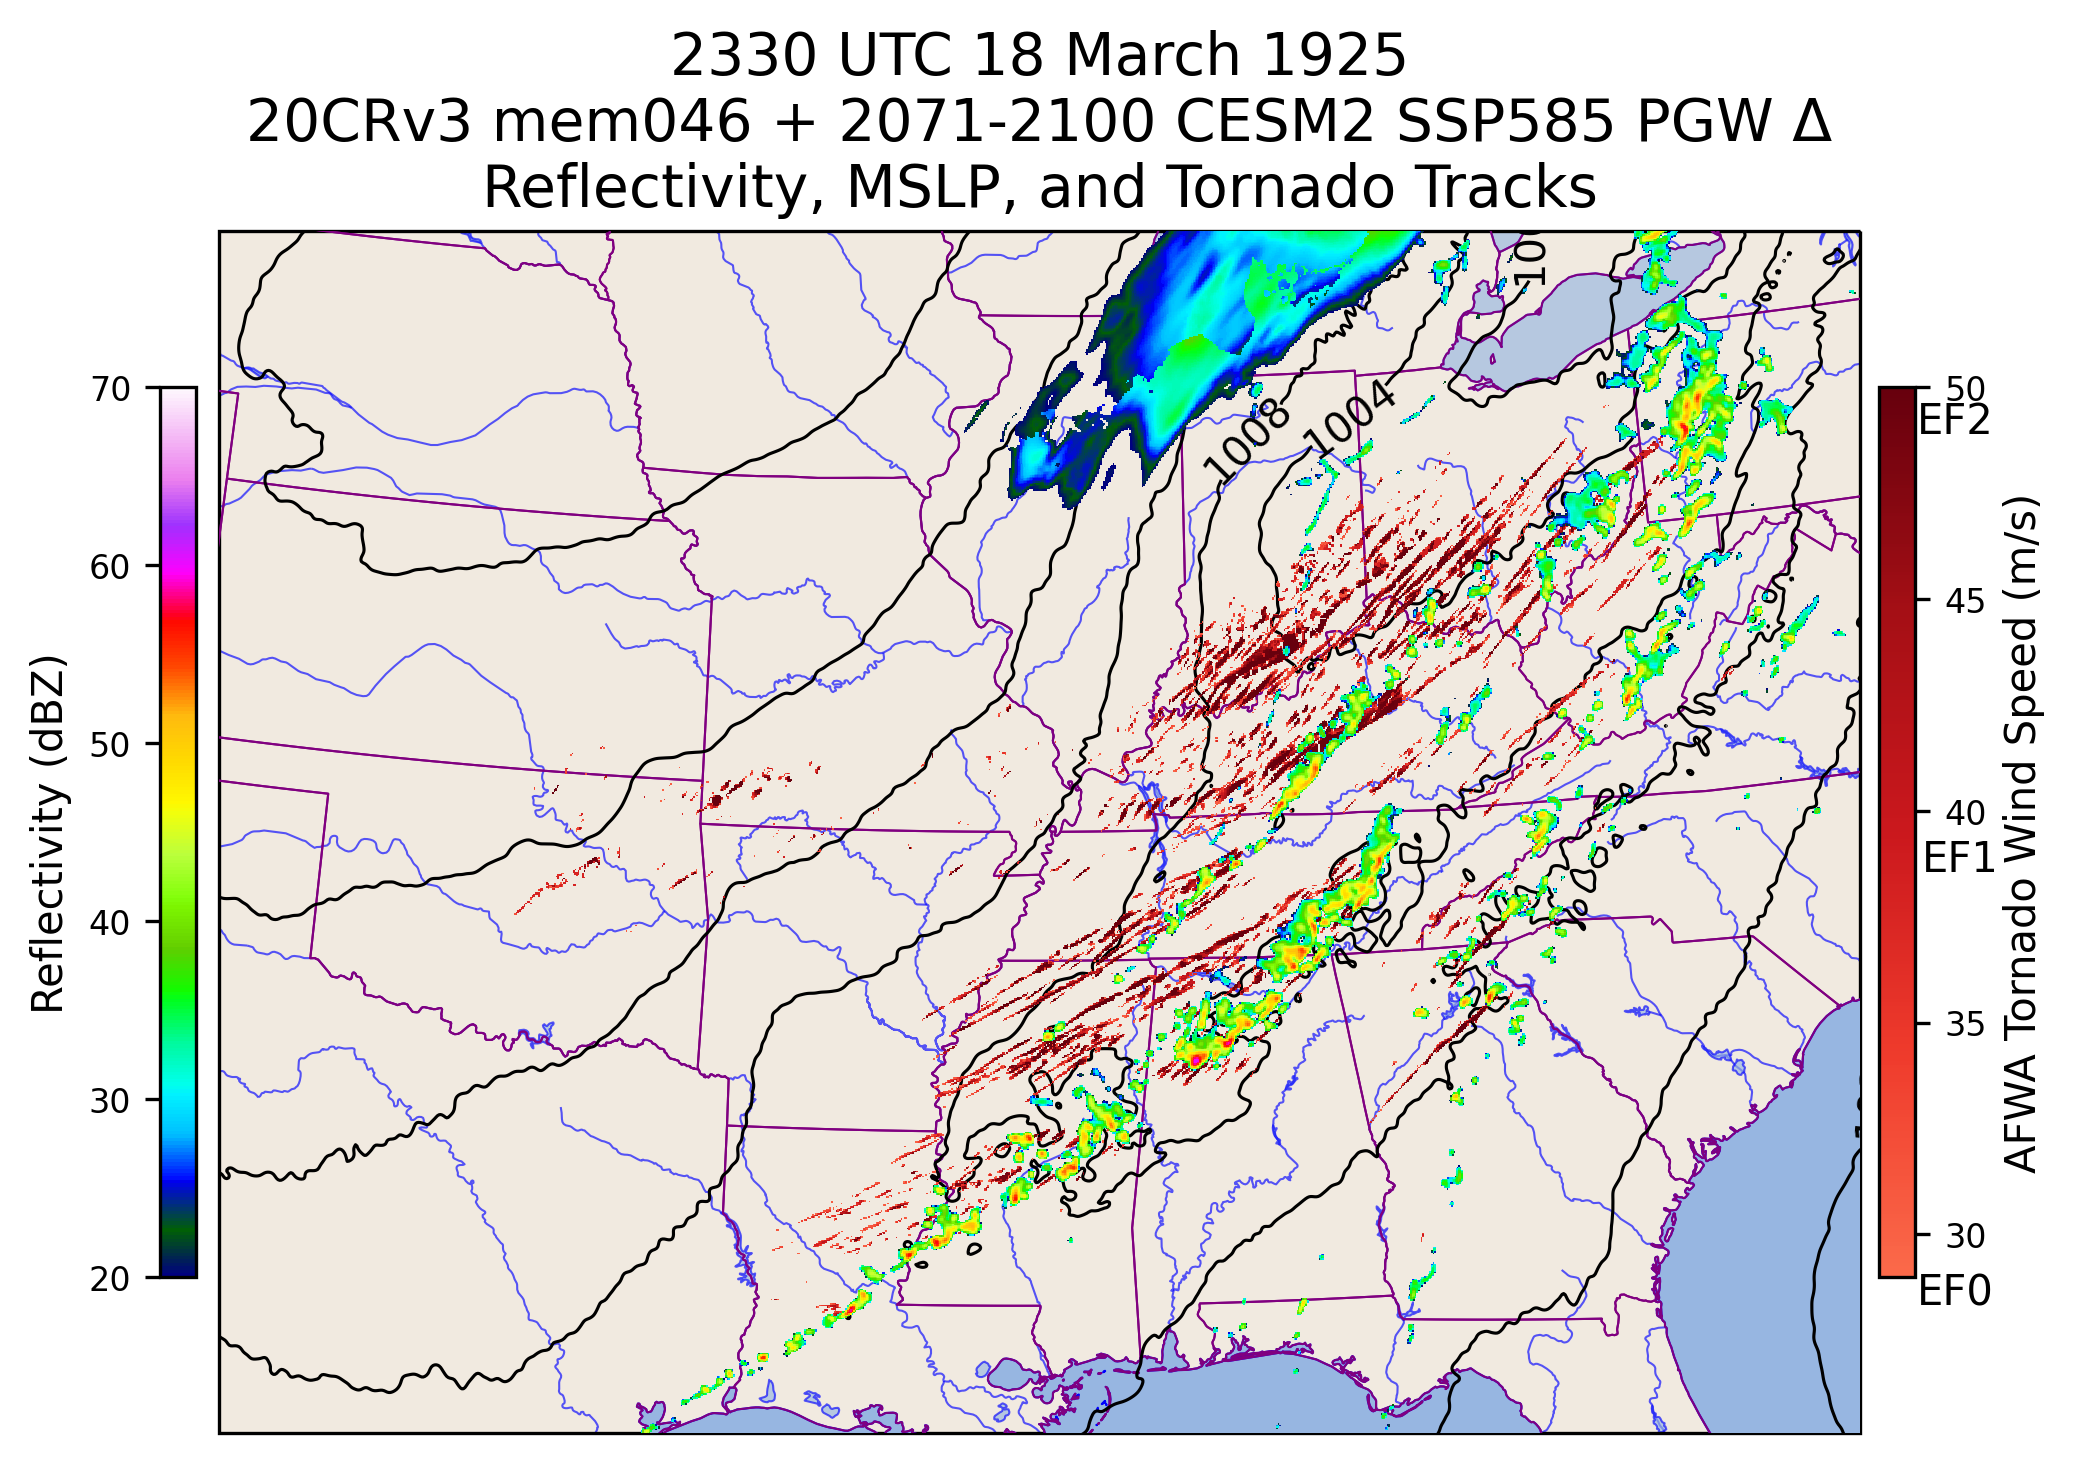 2330 UTC 18 March 1925
20CRv3 mem046 + 2071-2100 CESM2 SSP585 PGW Δ
Reflectivity, MSLP, and Tornado Tracks
Reflectivity (dBZ)
70
60
50
40
30
20
1008
1004
50
EF2
45
40
EF1
35
30
EF0
AFWA Tornado Wind Speed (m/s)